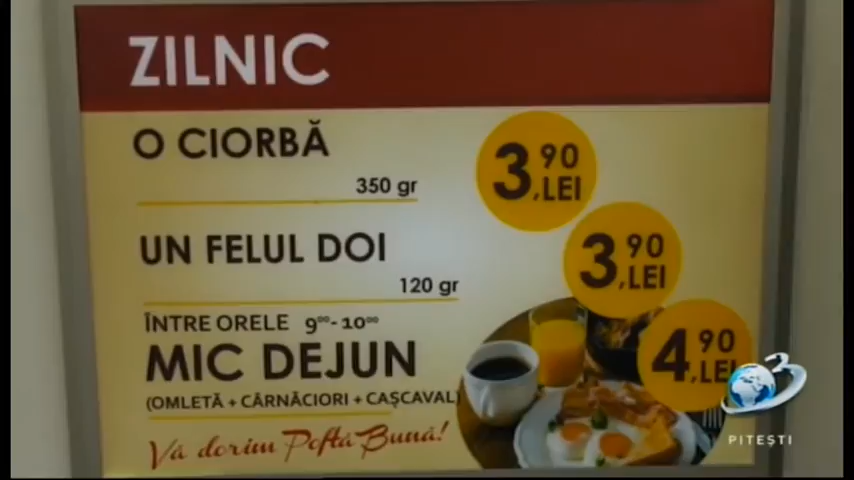 ZILNIC
O CIORBĂ
350 gr
3,90 LEI
UN FELUL DOI
120 gr
3,90 LEI
ÎNTRE ORELE 9⁰⁰-10⁰⁰
MIC DEJUN
(OMLETĂ + CÂRNĂCIORI + CAȘCAVAL)
4,90 LEI
Vă dorim Poftă Bună!
3
PITEȘTI